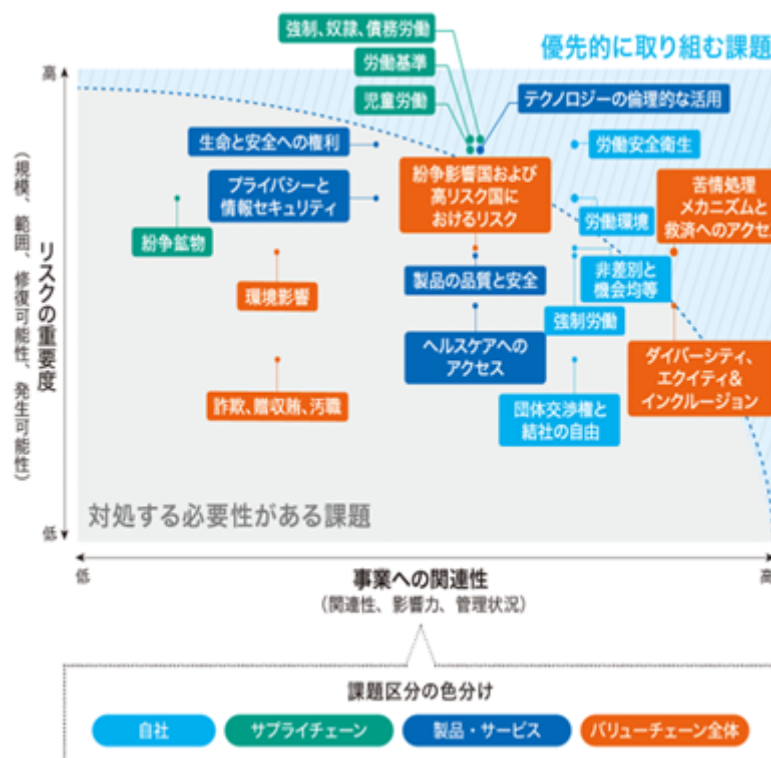 強制、奴隷、債務労働
優先的に取り組む課題
労働基準
児童労働
テクノロジーの倫理的な活用
高
生命と安全への権利
労働安全衛生
紛争影響国および
高リスク国に
おけるリスク
プライバシーと
情報セキュリティ
苦情処理
メカニズムと
救済へのアクセ
労働環境
紛争鉱物
非差別と
機会均等
製品の品質と安全
環境影響
強制労働
ヘルスケアへの
アクセス
ダイバーシティ、
エクイティ&
インクルージョン
詐欺、贈収賄、汚職
団体交渉権と
結社の自由
リスクの重要度
(規模、範囲、修復可能性、発生可能性)
対処する必要性がある課題
低
低
事業への関連性
高
(関連性、影響力、管理状況)
課題区分の色分け
自社
サプライチェーン
製品・サービス
バリューチェーン全体